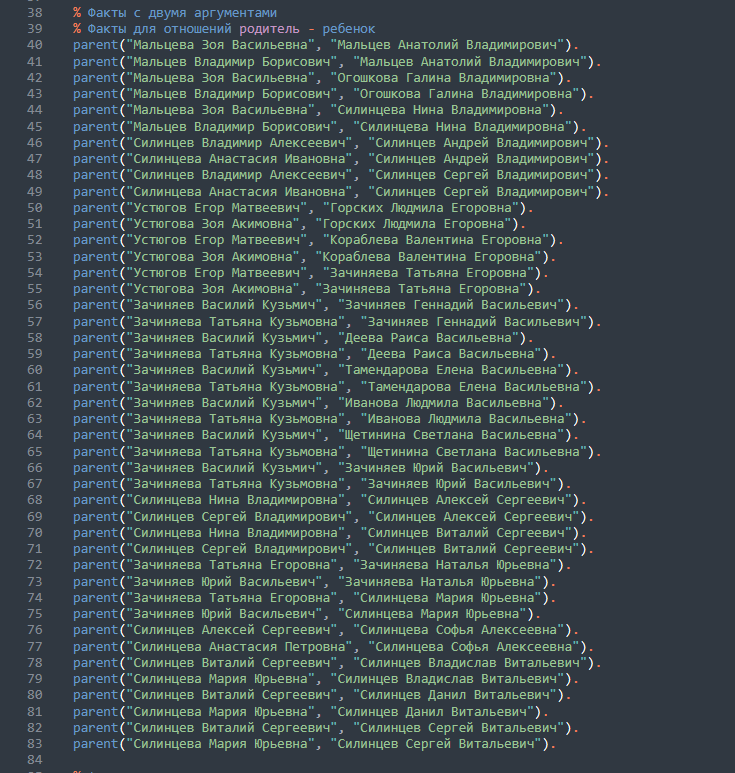 38 % Факты с двумя аргументами
39 % Факты для отношений родитель - ребенок
40 parent("Мальцева Зоя Васильевна", "Мальцев Анатолий Владимирович").
41 parent("Мальцев Владимир Борисович", "Мальцев Анатолий Владимирович").
42 parent("Мальцева Зоя Васильевна", "Огошкова Галина Владимировна").
43 parent("Мальцев Владимир Борисович", "Огошкова Галина Владимировна").
44 parent("Мальцева Зоя Васильевна", "Силинцева Нина Владимировна").
45 parent("Мальцев Владимир Борисович", "Силинцева Нина Владимировна").
46 parent("Силинцев Владимир Алексеевич", "Силинцев Андрей Владимирович").
47 parent("Силинцева Анастасия Ивановна", "Силинцев Андрей Владимирович").
48 parent("Силинцев Владимир Алексеевич", "Силинцев Сергей Владимирович").
49 parent("Силинцева Анастасия Ивановна", "Силинцев Сергей Владимирович").
50 parent("Устюгов Егор Матвеевич", "Горских Людмила Егоровна").
51 parent("Устюгова Зоя Акимовна", "Горских Людмила Егоровна").
52 parent("Устюгов Егор Матвеевич", "Кораблева Валентина Егоровна").
53 parent("Устюгова Зоя Акимовна", "Кораблева Валентина Егоровна").
54 parent("Устюгов Егор Матвеевич", "Зачиняева Татьяна Егоровна").
55 parent("Устюгова Зоя Акимовна", "Зачиняева Татьяна Егоровна").
56 parent("Зачиняев Василий Кузьмич", "Зачиняев Геннадий Васильевич").
57 parent("Зачиняева Татьяна Кузьмовна", "Зачиняев Геннадий Васильевич").
58 parent("Зачиняев Василий Кузьмич", "Деева Раиса Васильевна").
59 parent("Зачиняева Татьяна Кузьмовна", "Деева Раиса Васильевна").
60 parent("Зачиняев Василий Кузьмич", "Тамендарова Елена Васильевна").
61 parent("Зачиняева Татьяна Кузьмовна", "Тамендарова Елена Васильевна").
62 parent("Зачиняев Василий Кузьмич", "Иванова Людмила Васильевна").
63 parent("Зачиняева Татьяна Кузьмовна", "Иванова Людмила Васильевна").
64 parent("Зачиняев Василий Кузьмич", "Щетинина Светлана Васильевна").
65 parent("Зачиняева Татьяна Кузьмовна", "Щетинина Светлана Васильевна").
66 parent("Зачиняев Василий Кузьмич", "Зачиняев Юрий Васильевич").
67 parent("Зачиняева Татьяна Кузьмовна", "Зачиняев Юрий Васильевич").
68 parent("Силинцева Нина Владимировна", "Силинцев Алексей Сергеевич").
69 parent("Силинцев Сергей Владимирович", "Силинцев Алексей Сергеевич").
70 parent("Силинцева Нина Владимировна", "Силинцев Виталий Сергеевич").
71 parent("Силинцев Сергей Владимирович", "Силинцев Виталий Сергеевич").
72 parent("Зачиняева Татьяна Егоровна", "Зачиняева Наталья Юрьевна").
73 parent("Зачиняев Юрий Васильевич", "Зачиняева Наталья Юрьевна").
74 parent("Зачиняева Татьяна Егоровна", "Силинцева Мария Юрьевна").
75 parent("Зачиняев Юрий Васильевич", "Силинцева Мария Юрьевна").
76 parent("Силинцев Алексей Сергеевич", "Силинцева Софья Алексеевна").
77 parent("Силинцева Анастасия Петровна", "Силинцева Софья Алексеевна").
78 parent("Силинцев Виталий Сергеевич", "Силинцев Владислав Витальевич").
79 parent("Силинцева Мария Юрьевна", "Силинцев Владислав Витальевич").
80 parent("Силинцев Виталий Сергеевич", "Силинцев Данил Витальевич").
81 parent("Силинцева Мария Юрьевна", "Силинцев Данил Витальевич").
82 parent("Силинцев Виталий Сергеевич", "Силинцев Сергей Витальевич").
83 parent("Силинцева Мария Юрьевна", "Силинцев Сергей Витальевич").
84